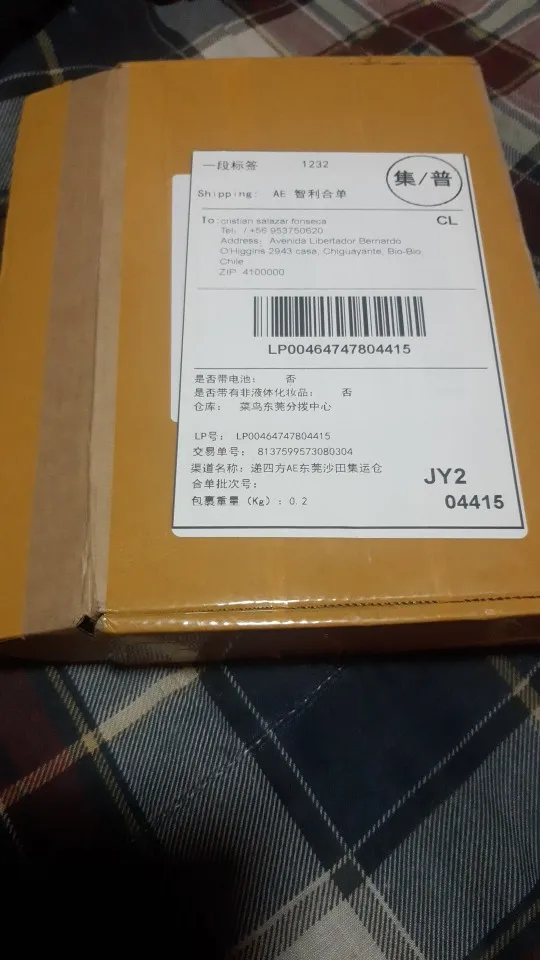 一段标签 1232
集/普
Shipping: AE 智利合单
To: cristian salazar fonseca CL
Tel: / +56 953750620
Address: Avenida Libertador Bernardo
O'Higgins 2943 casa, Chiguayante, Bio-Bio,
Chile
ZIP: 4100000
LP00464747804415
是否带电池: 否
是否带有非液体化妆品: 否
仓库: 菜鸟东莞分拨中心
LP号: LP00464747804415
交易单号: 8137599573080304
渠道名称: 递四方AE东莞沙田集运仓
合单批次号:
包裹重量 (Kg) : 0.2
JY2
04415